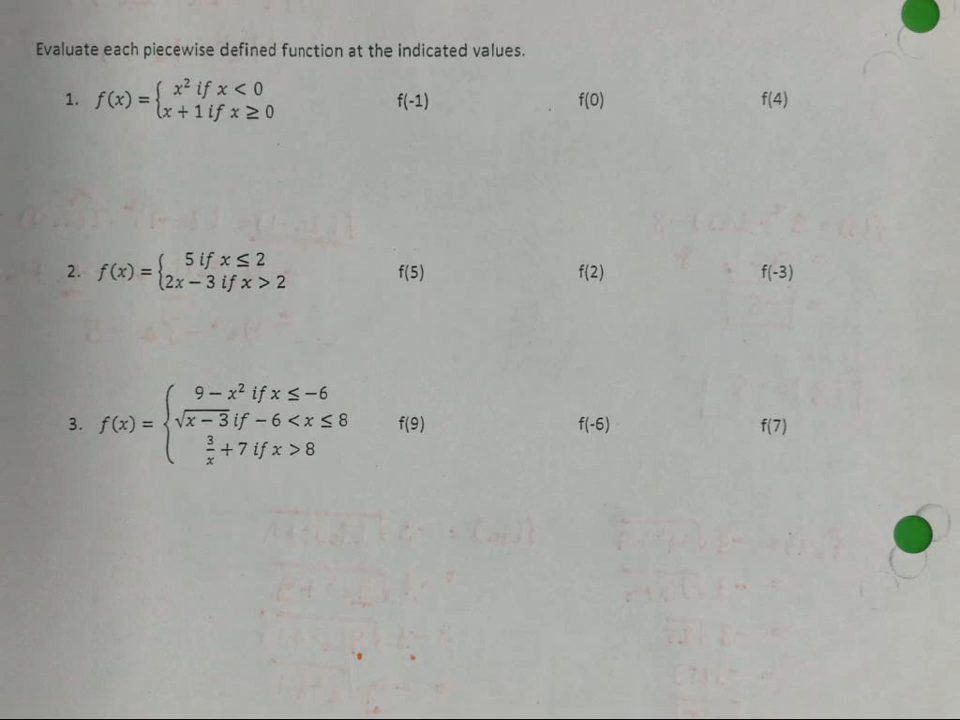 Evaluate each piecewise defined function at the indicated values.
1. f(x) = { x² if x < 0
x + 1 if x ≥ 0
f(-1) f(0) f(4)
2. f(x) = { 5 if x ≤ 2
2x − 3 if x > 2
f(5) f(2) f(-3)
3. f(x) = { 9 − x² if x ≤ −6
√x − 3 if − 6 < x ≤ 8
3/x + 7 if x > 8
f(9) f(-6) f(7)